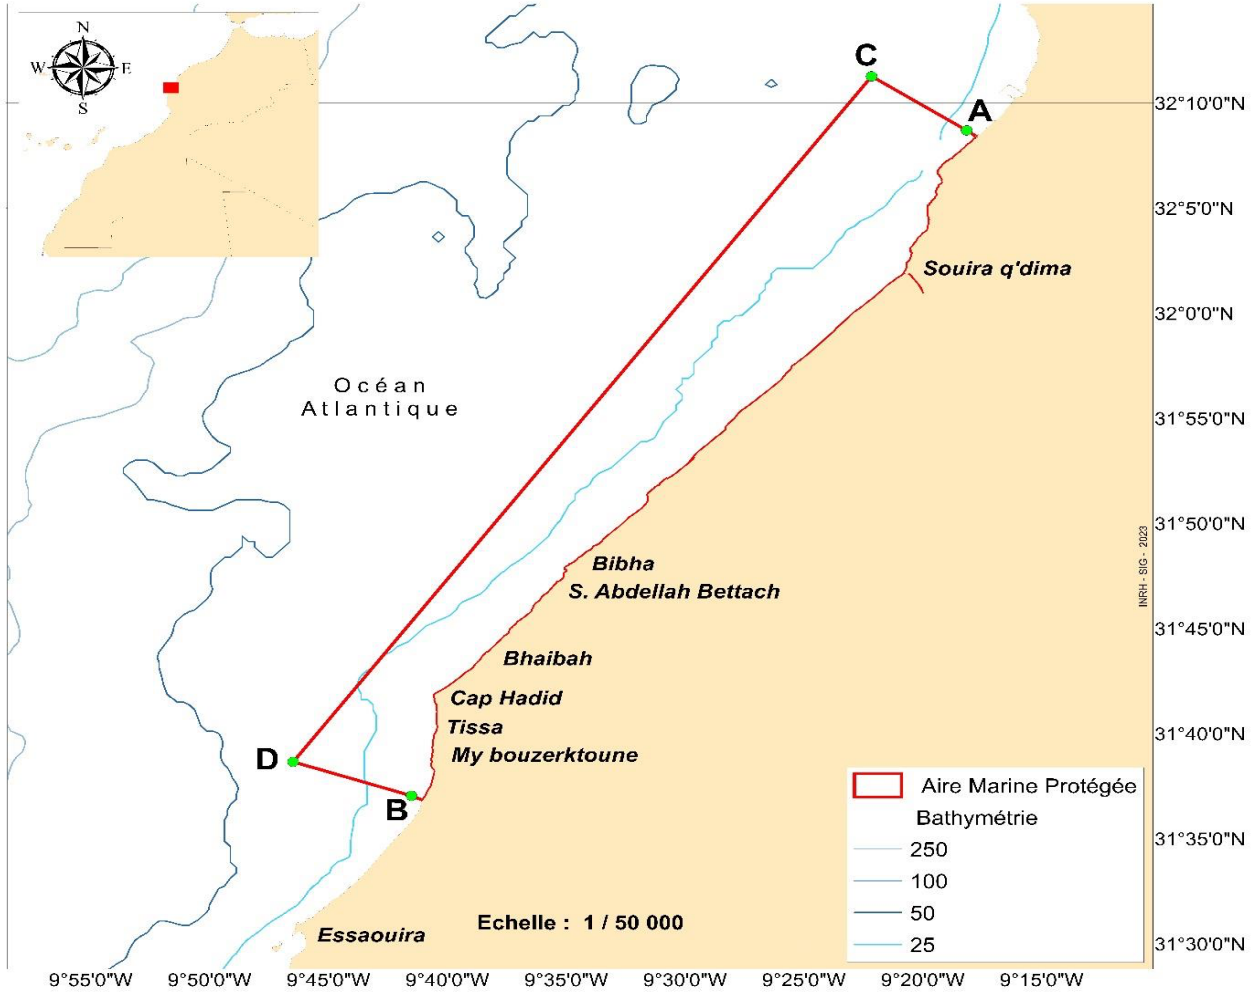 N
W E
S
C
A
32°10'0"N
32°5'0"N
Souira q'dima
32°0'0"N
Océan
Atlantique
31°55'0"N
31°50'0"N
INRH - SIG - 2023
Bibha
S. Abdellah Bettach
31°45'0"N
Bhaibah
Cap Hadid
Tissa
My bouzerktoune
31°40'0"N
D
B
Aire Marine Protégée
Bathymétrie
250
100
50
25
31°35'0"N
Echelle : 1 / 50 000
Essaouira
31°30'0"N
9°55'0"W 9°50'0"W 9°45'0"W 9°40'0"W 9°35'0"W 9°30'0"W 9°25'0"W 9°20'0"W 9°15'0"W